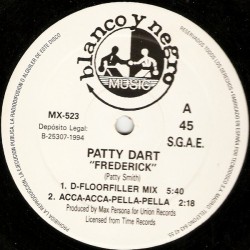 blanco y negro
MUSIC
MX-523
Depósito Legal:
B-25307-1994
A
45
S.G.A.E.
PATTY DART
"FREDERICK"
(Patty Smith)
1. D-FLOORFILLER MIX 5:40
2. ACCA-ACCA-PELLA-PELLA 2:18
Produced by Max Persona for Union Records
Licensed of Time Records